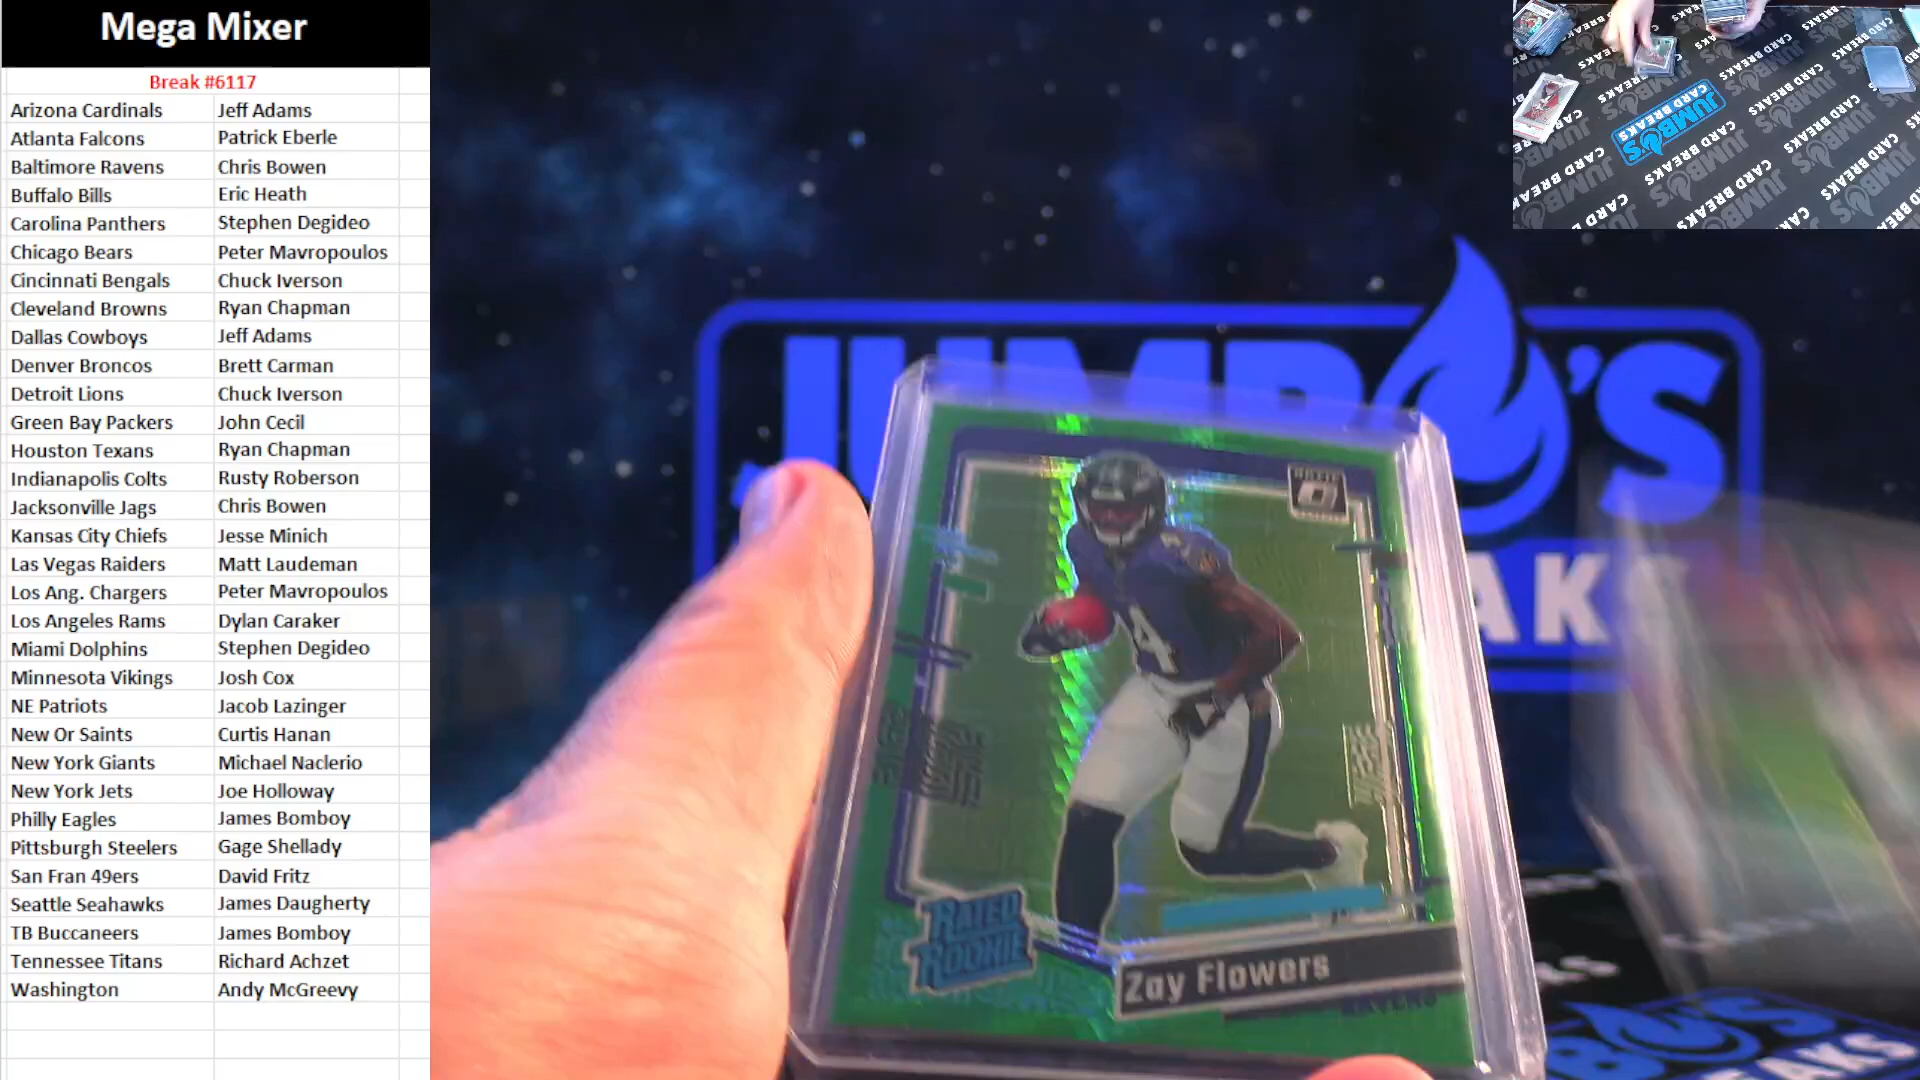 Mega Mixer
Break #6117
Arizona Cardinals Jeff Adams
Atlanta Falcons Patrick Eberle
Baltimore Ravens Chris Bowen
Buffalo Bills Eric Heath
Carolina Panthers Stephen Degideo
Chicago Bears Peter Mavropoulos
Cincinnati Bengals Chuck Iverson
Cleveland Browns Ryan Chapman
Dallas Cowboys Jeff Adams
Denver Broncos Brett Carman
Detroit Lions Chuck Iverson
Green Bay Packers John Cecil
Houston Texans Ryan Chapman
Indianapolis Colts Rusty Roberson
Jacksonville Jags Chris Bowen
Kansas City Chiefs Jesse Minich
Las Vegas Raiders Matt Laudeman
Los Ang. Chargers Peter Mavropoulos
Los Angeles Rams Dylan Caraker
Miami Dolphins Stephen Degideo
Minnesota Vikings Josh Cox
NE Patriots Jacob Lazinger
New Or Saints Curtis Hanan
New York Giants Michael Naclerio
New York Jets Joe Holloway
Philly Eagles James Bomboy
Pittsburgh Steelers Gage Shellady
San Fran 49ers David Fritz
Seattle Seahawks James Daugherty
TB Buccaneers James Bomboy
Tennessee Titans Richard Achzet
Washington Andy McGreevy
JUMBO'S
CARD BREAKS
4
RATED
ROOKIE
Zay Flowers